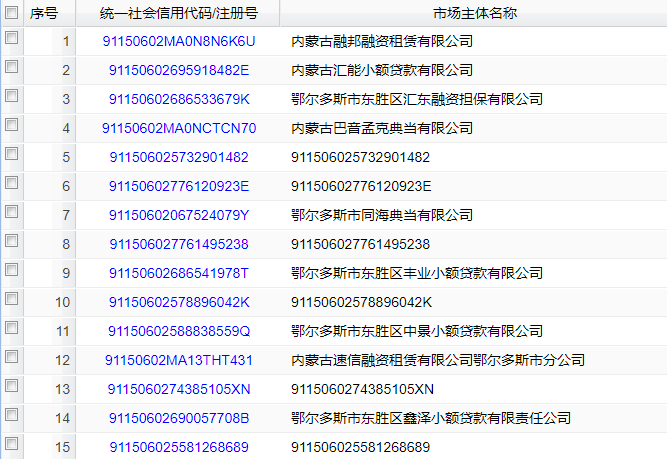 序号 统一社会信用代码/注册号 市场主体名称
1 91150602MA0N8N6K6U 内蒙古融邦融资租赁有限公司
2 91150602695918482E 内蒙古汇能小额贷款有限公司
3 91150602686533679K 鄂尔多斯市东胜区汇东融资担保有限公司
4 91150602MA0NCTCN70 内蒙古巴音孟克典当有限公司
5 911506025732901482 911506025732901482
6 91150602776120923E 91150602776120923E
7 91150602067524079Y 鄂尔多斯市同海典当有限公司
8 911506027761495238 911506027761495238
9 91150602686541978T 鄂尔多斯市东胜区丰业小额贷款有限公司
10 91150602578896042K 91150602578896042K
11 91150602588838559Q 鄂尔多斯市东胜区中景小额贷款有限公司
12 91150602MA13THT431 内蒙古速信融资租赁有限公司鄂尔多斯市分公司
13 9115060274385105XN 9115060274385105XN
14 91150602690057708B 鄂尔多斯市东胜区鑫泽小额贷款有限责任公司
15 911506025581268689 911506025581268689